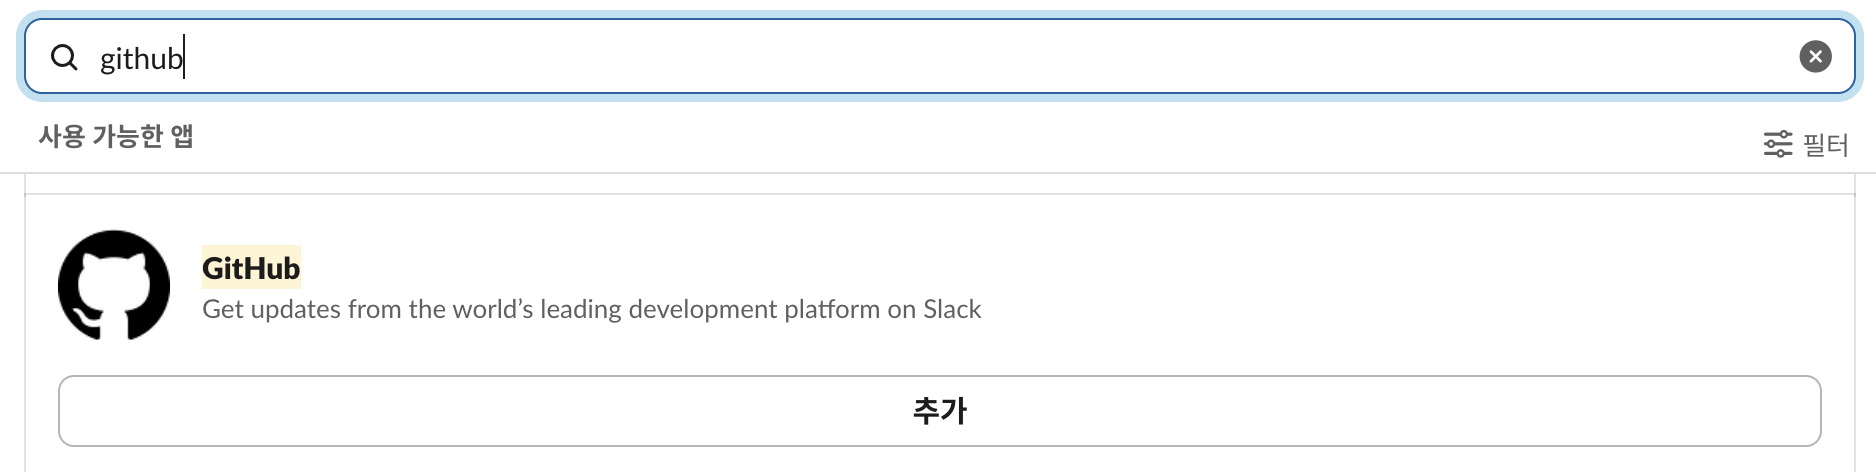 github
사용 가능한 앱
필터
GitHub
Get updates from the world’s leading development platform on Slack
추가